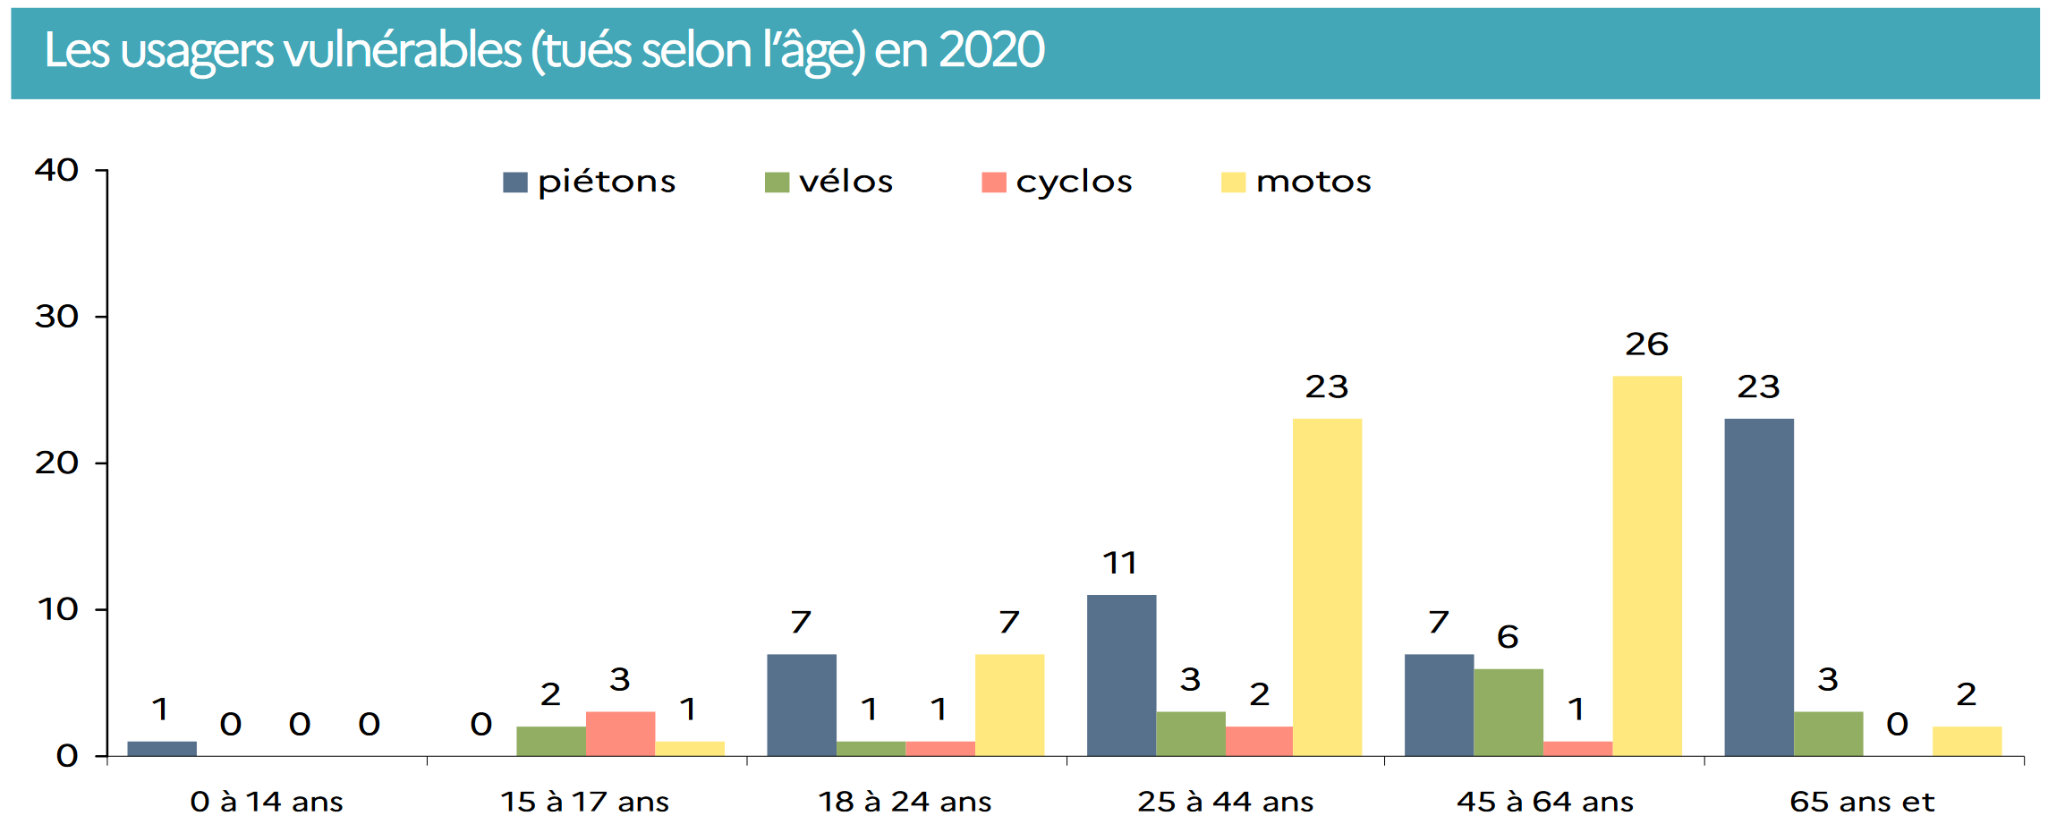 Les usagers vulnérables (tués selon l'âge) en 2020
piétons vélos cyclos motos
40
30
20
10
0
1 0 0 0
0 2 3 1
7 1 1 7
11 3 2 23
7 6 1 26
23 3 0 2
0 à 14 ans 15 à 17 ans 18 à 24 ans 25 à 44 ans 45 à 64 ans 65 ans et